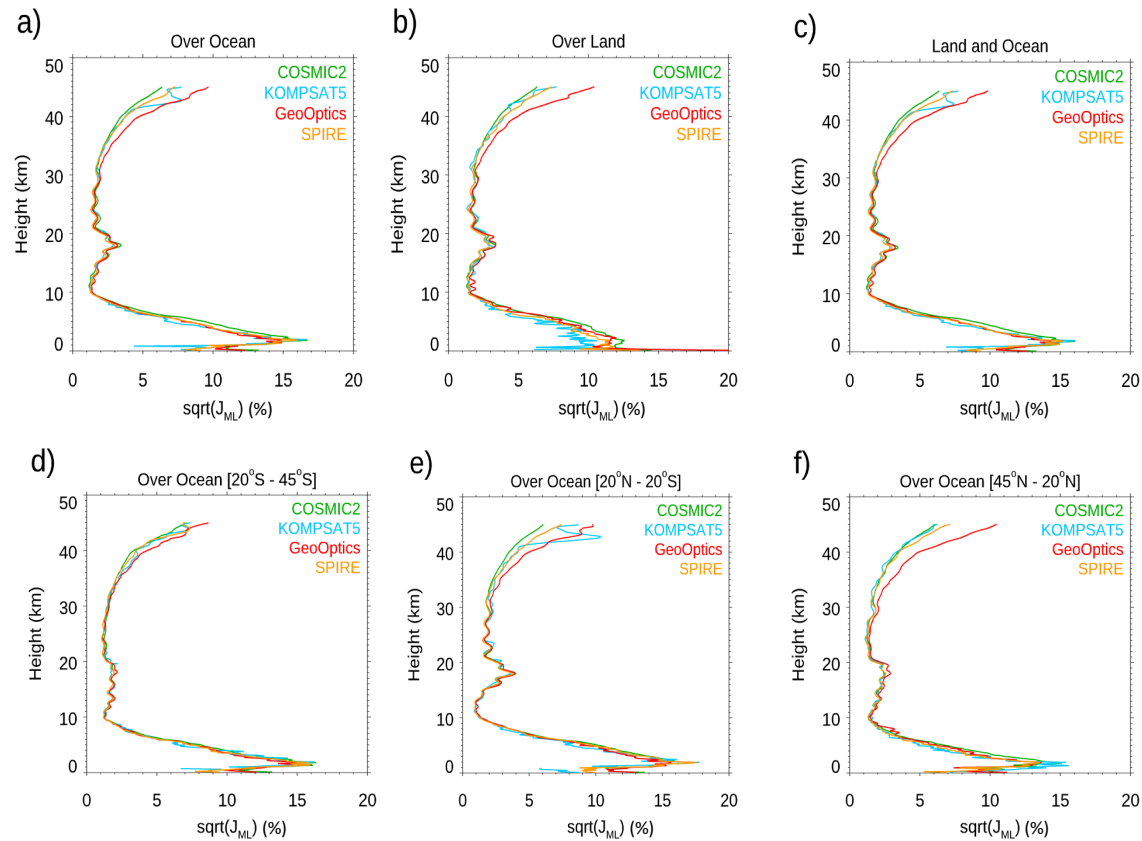 a)
Over Ocean
50
40
30
20
10
0
Height (km)
COSMIC2
KOMPSAT5
GeoOptics
SPIRE
0 5 10 15 20
sqrt(J_ML) (%)
b)
Over Land
50
40
30
20
10
0
Height (km)
COSMIC2
KOMPSAT5
GeoOptics
SPIRE
0 5 10 15 20
sqrt(J_ML) (%)
c)
Land and Ocean
50
40
30
20
10
0
Height (km)
COSMIC2
KOMPSAT5
GeoOptics
SPIRE
0 5 10 15 20
sqrt(J_ML) (%)
d)
Over Ocean [20°S - 45°S]
50
40
30
20
10
0
Height (km)
COSMIC2
KOMPSAT5
GeoOptics
SPIRE
0 5 10 15 20
sqrt(J_ML) (%)
e)
Over Ocean [20°N - 20°S]
50
40
30
20
10
0
Height (km)
COSMIC2
KOMPSAT5
GeoOptics
SPIRE
0 5 10 15 20
sqrt(J_ML) (%)
f)
Over Ocean [45°N - 20°N]
50
40
30
20
10
0
Height (km)
COSMIC2
KOMPSAT5
GeoOptics
SPIRE
0 5 10 15 20
sqrt(J_ML) (%)